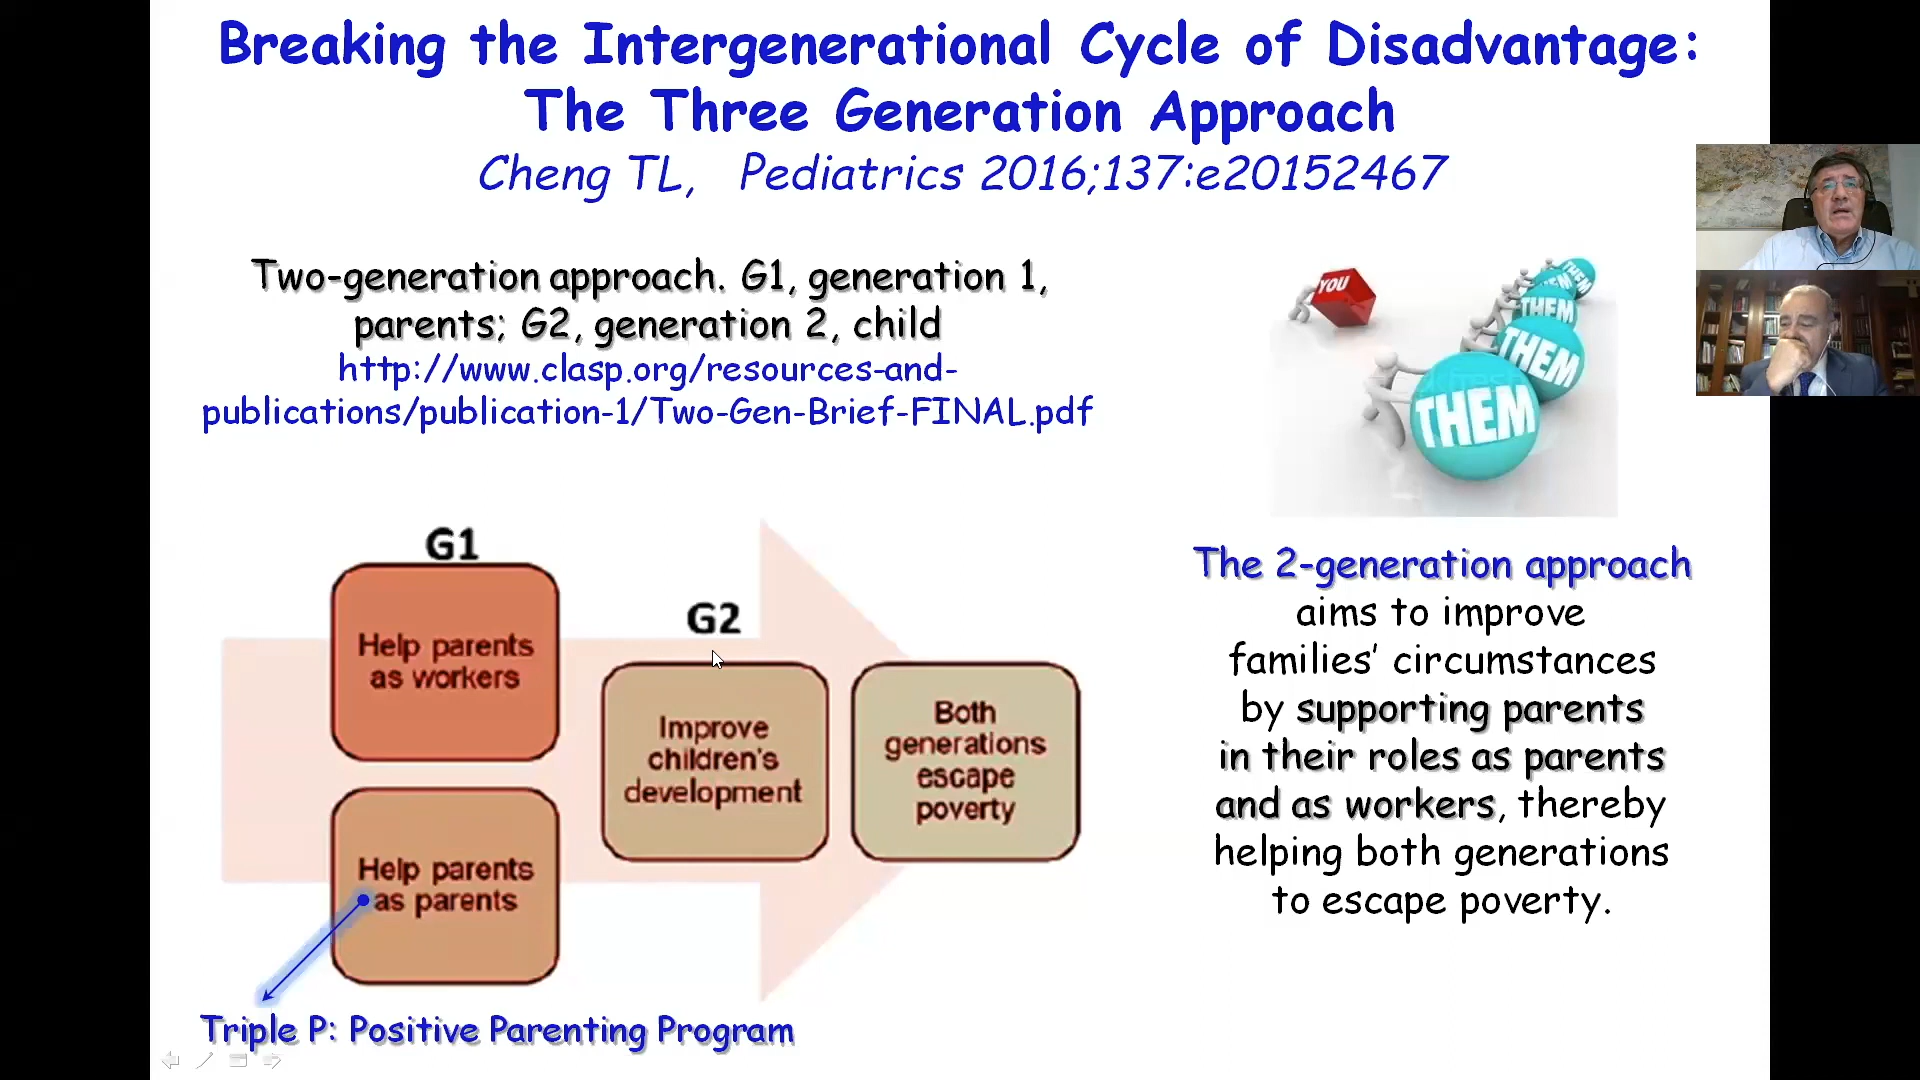 Breaking the Intergenerational Cycle of Disadvantage:
The Three Generation Approach
Cheng TL, Pediatrics 2016;137:e20152467
Two-generation approach. G1, generation 1,
parents; G2, generation 2, child
http://www.clasp.org/resources-and-
publications/publication-1/Two-Gen-Brief-FINAL.pdf
YOU
THEM
THEM
THEM
THEM
THEM
G1
Help parents
as workers
G2
Improve
children's
development
Both
generations
escape
poverty
Help parents
as parents
Triple P: Positive Parenting Program
The 2-generation approach
aims to improve
families’ circumstances
by supporting parents
in their roles as parents
and as workers, thereby
helping both generations
to escape poverty.